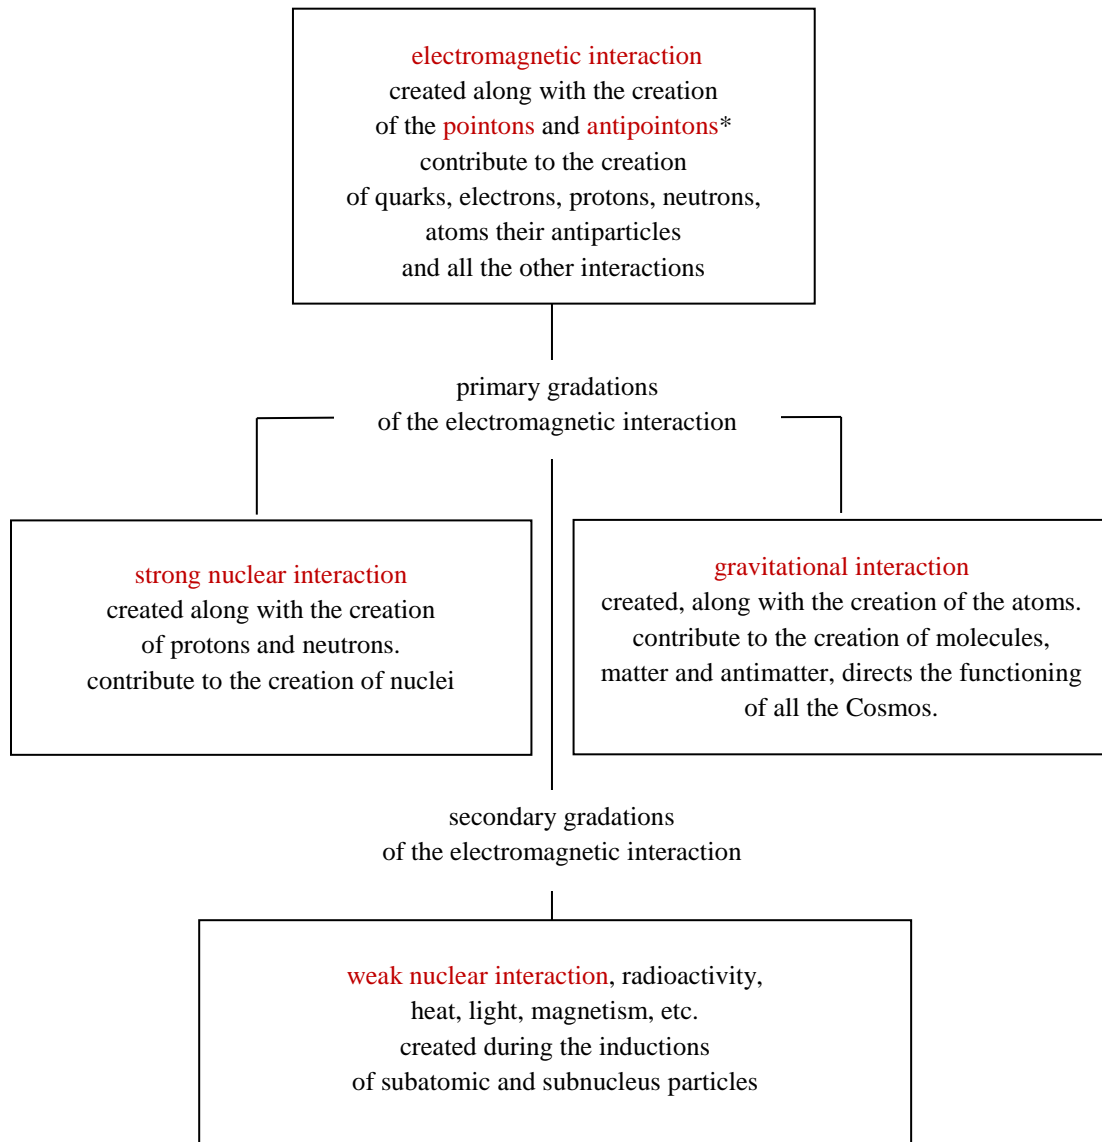 electromagnetic interaction
created along with the creation
of the pointons and antipointons*
contribute to the creation
of quarks, electrons, protons, neutrons,
atoms their antiparticles
and all the other interactions
primary gradations
of the electromagnetic interaction
strong nuclear interaction
created along with the creation
of protons and neutrons.
contribute to the creation of nuclei
gravitational interaction
created, along with the creation of the atoms.
contribute to the creation of molecules,
matter and antimatter, directs the functioning
of all the Cosmos.
secondary gradations
of the electromagnetic interaction
weak nuclear interaction, radioactivity,
heat, light, magnetism, etc.
created during the inductions
of subatomic and subnucleus particles